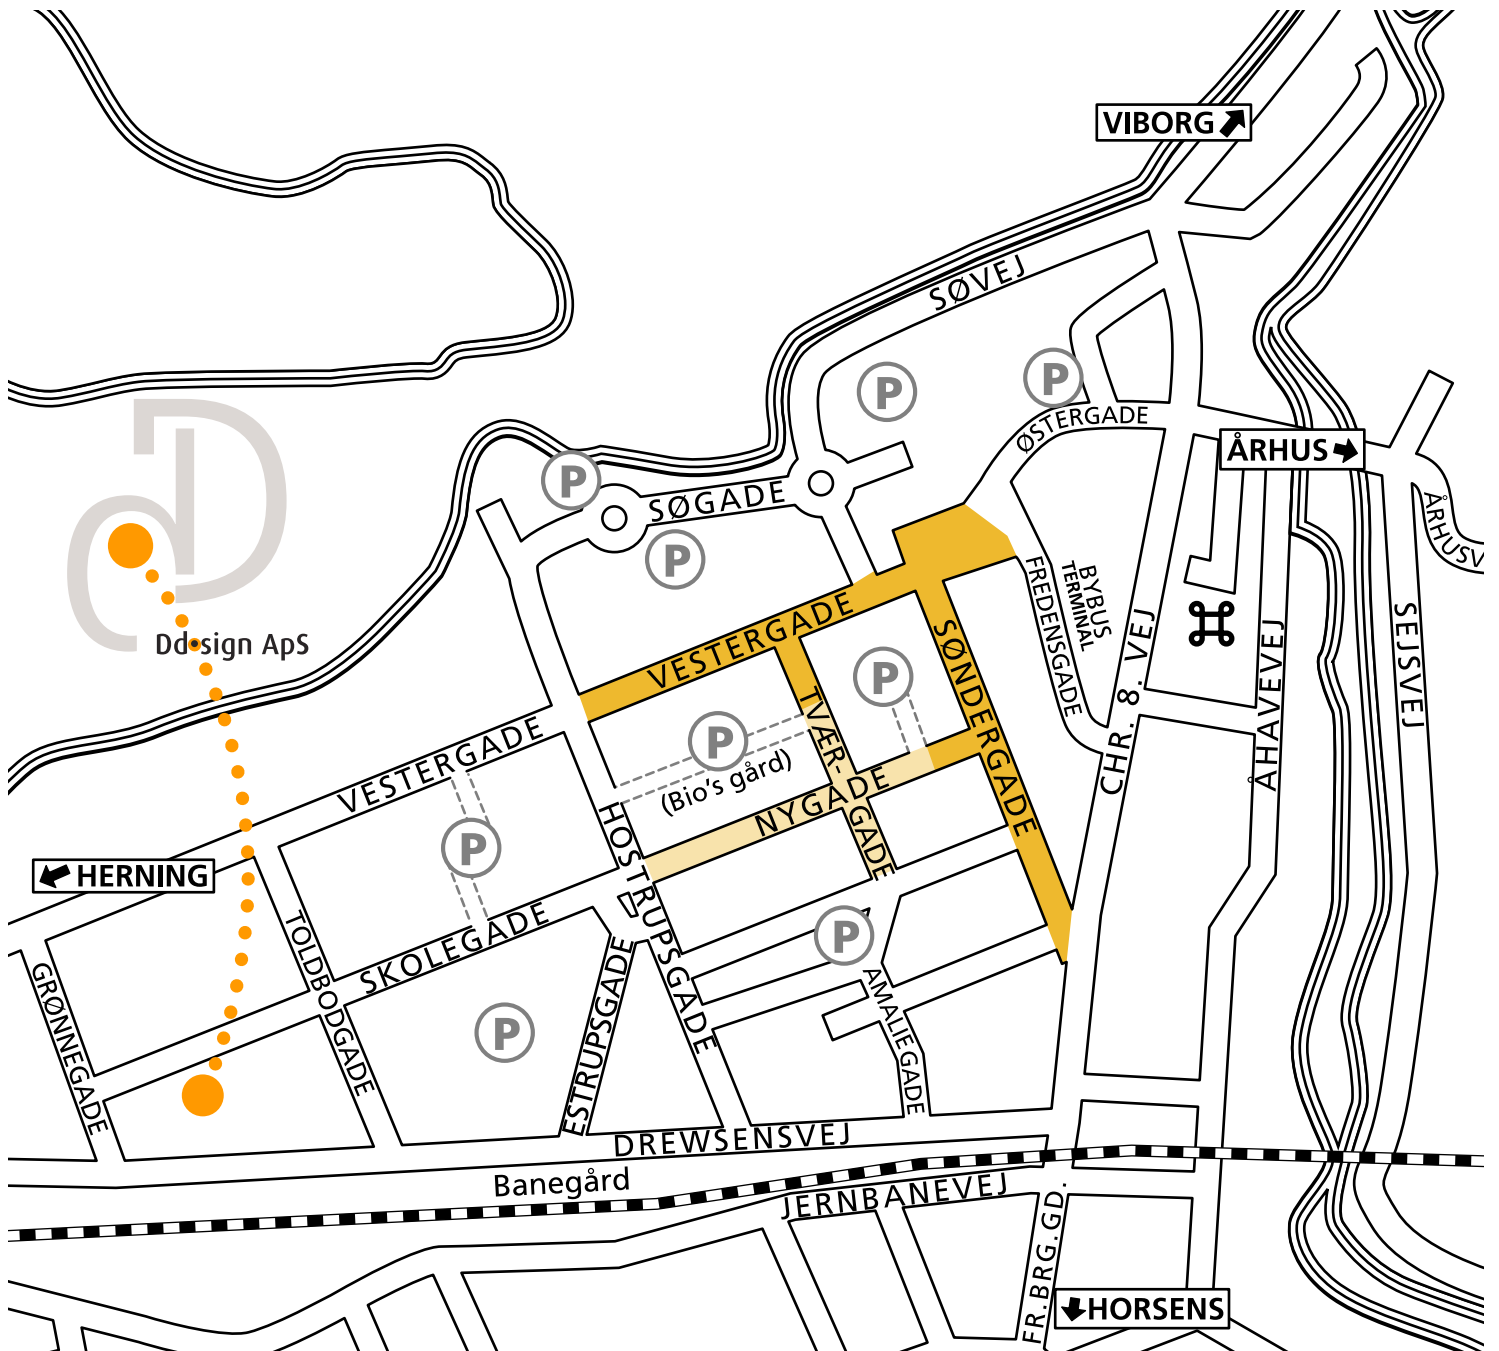 VIBORG
SØVEJ
P
P
ØSTERGADE
ÅRHUS
P
SØGADE
ÅRHUSV
P
BYBUS
TERMINAL
FREDENSGADE
VESTERGADE
SØNDERGADE
CHR. 8. VEJ
SEJSVEJ
ÅHAVEVEJ
Dd•sign ApS
P
TVÆR-
GADE
P
(Bio's gård)
VESTERGADE
NYGADE
HOSTRUPSGADE
P
HERNING
SKOLEGADE
TOLDBODGADE
GRØNNEGADE
P
ESTRUPSGADE
AMALIEGADE
P
DREWSENSVEJ
Banegård
JERNBANEVEJ
FR.BRG.GD.
HORSENS